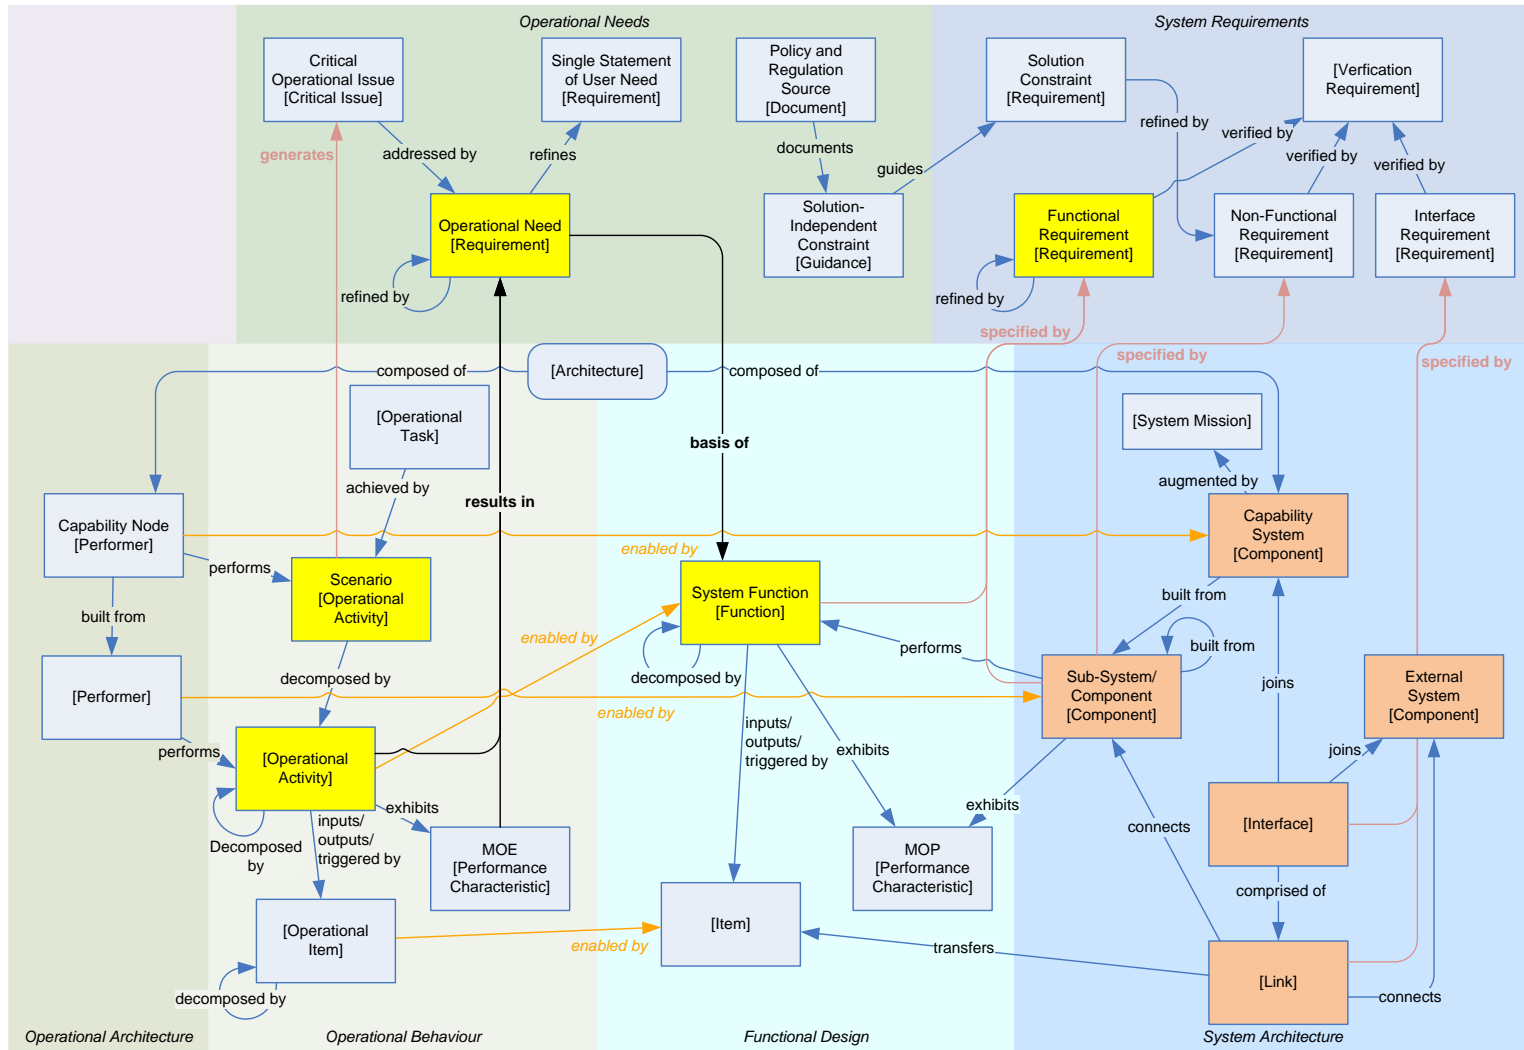 Operational Needs
System Requirements
Critical
Operational Issue
[Critical Issue]
Single Statement
of User Need
[Requirement]
Policy and
Regulation
Source
[Document]
Solution
Constraint
[Requirement]
[Verfication
Requirement]
generates
addressed by
refines
documents
guides
refined by
verified by
verified by
verified by
Operational Need
[Requirement]
Solution-
Independent
Constraint
[Guidance]
Functional
Requirement
[Requirement]
Non-Functional
Requirement
[Requirement]
Interface
Requirement
[Requirement]
refined by
refined by
specified by
specified by
specified by
composed of
[Architecture]
composed of
[Operational
Task]
[System Mission]
basis of
achieved by
augmented by
results in
Capability Node
[Performer]
Capability
System
[Component]
enabled by
performs
Scenario
[Operational
Activity]
System Function
[Function]
built from
built from
enabled by
performs
built from
[Performer]
decomposed by
decomposed by
Sub-System/
Component
[Component]
External
System
[Component]
joins
enabled by
performs
[Operational
Activity]
inputs/
outputs/
triggered by
exhibits
joins
exhibits
exhibits
Decomposed
by
inputs/
outputs/
triggered by
MOE
[Performance
Characteristic]
MOP
[Performance
Characteristic]
connects
[Interface]
comprised of
[Operational
Item]
[Item]
enabled by
transfers
[Link]
connects
decomposed by
Operational Architecture
Operational Behaviour
Functional Design
System Architecture